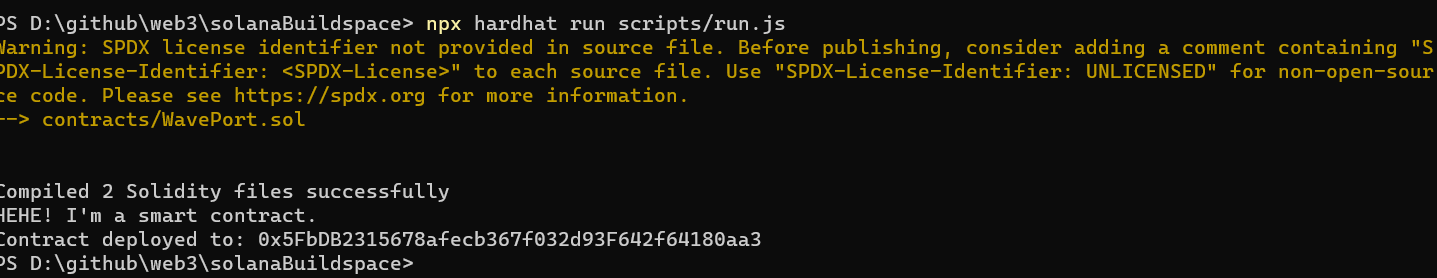 PS D:\github\web3\solanaBuildspace> npx hardhat run scripts/run.js
Warning: SPDX license identifier not provided in source file. Before publishing, consider adding a comment containing "S
PDX-License-Identifier: <SPDX-License>" to each source file. Use "SPDX-License-Identifier: UNLICENSED" for non-open-sour
ce code. Please see https://spdx.org for more information.
--> contracts/WavePort.sol
Compiled 2 Solidity files successfully
HEHE! I'm a smart contract.
Contract deployed to: 0x5FbDB2315678afecb367f032d93F642f64180aa3
PS D:\github\web3\solanaBuildspace>